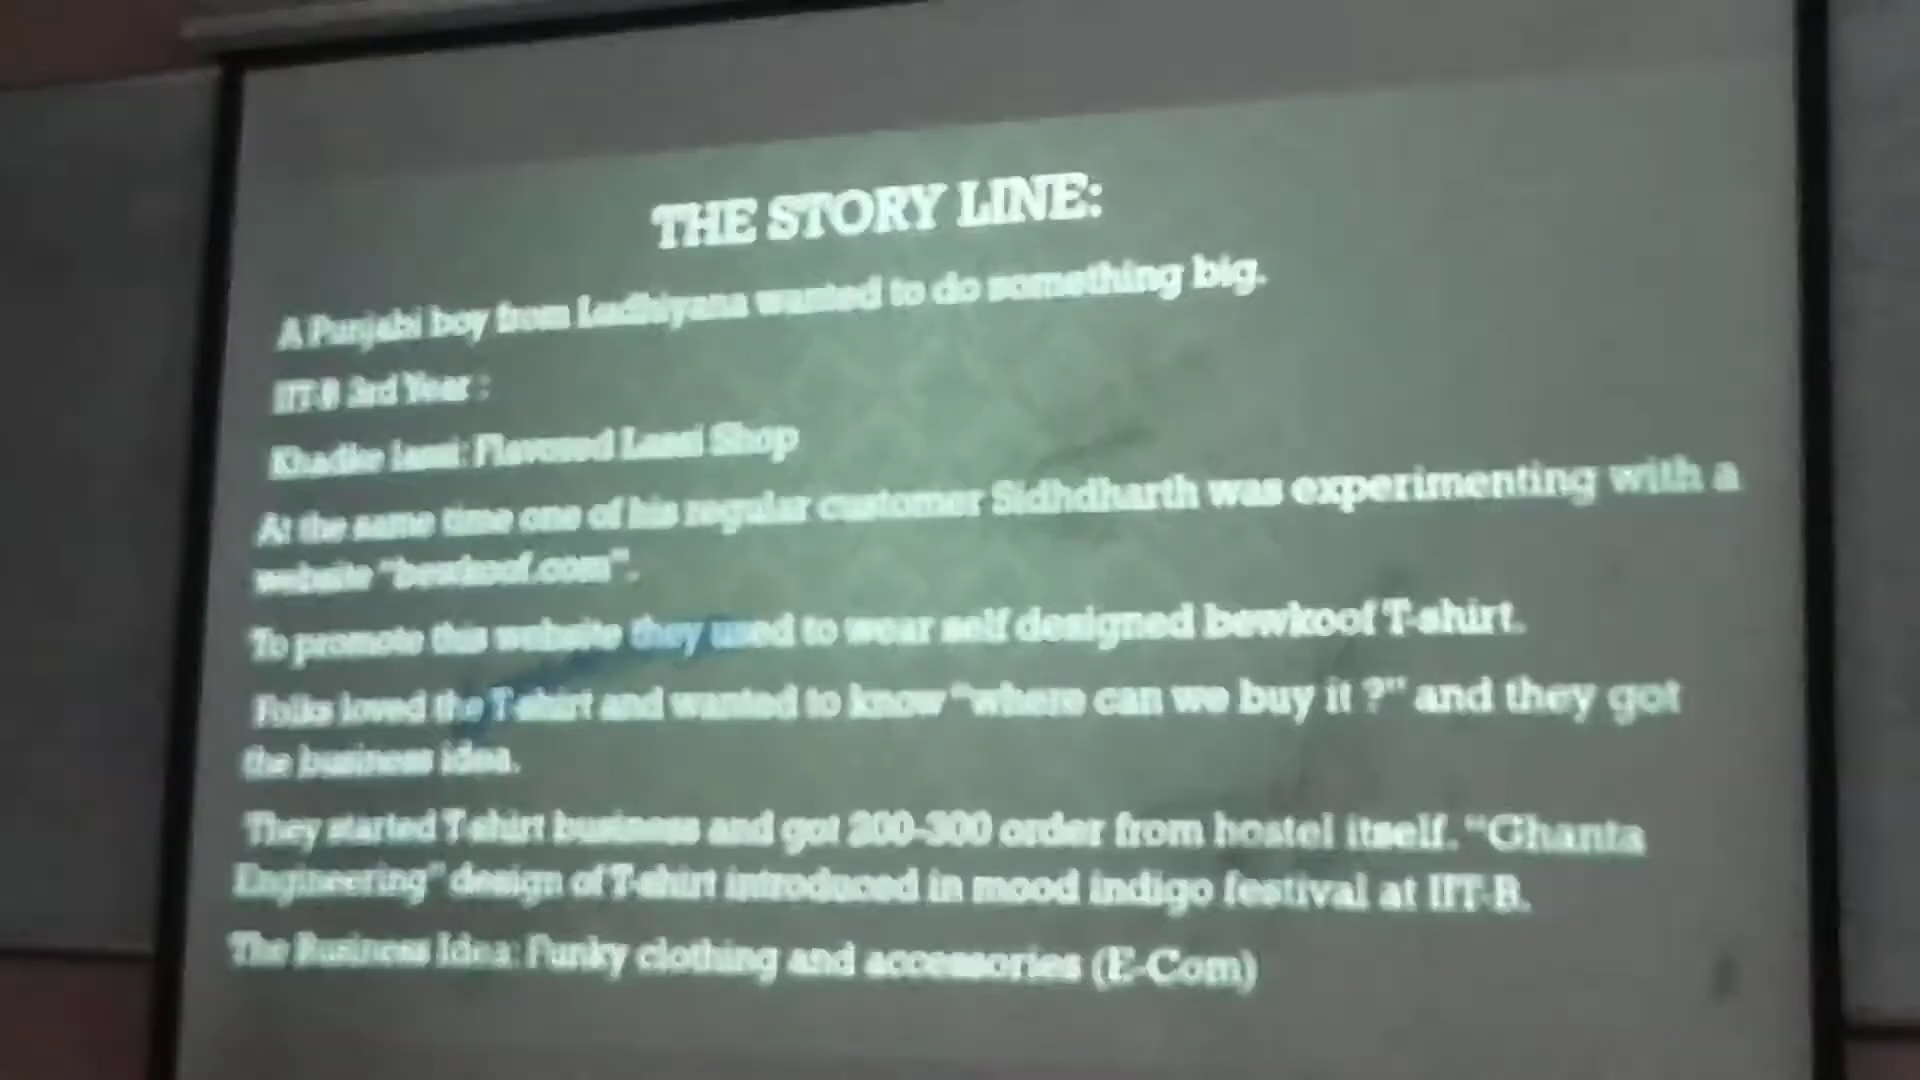 THE STORY LINE:
A Punjabi boy from Ludhiyana wanted to do something big.
IIT-B 3rd Year :
Khadke lassi: Flavored Lassi Shop
At the same time one of his regular customer Sidhdharth was experimenting with a
website "bewkoof.com".
To promote this website they used to wear self designed bewkoof T-shirt.
Folks loved the T-shirt and wanted to know "where can we buy it ?" and they got
the business idea.
They started T-shirt business and got 200-300 order from hostel itself. "Ghanta
Engineering" design of T-shirt introduced in mood indigo festival at IIT-B.
The Business Idea: Funky clothing and accessories (E-Com)